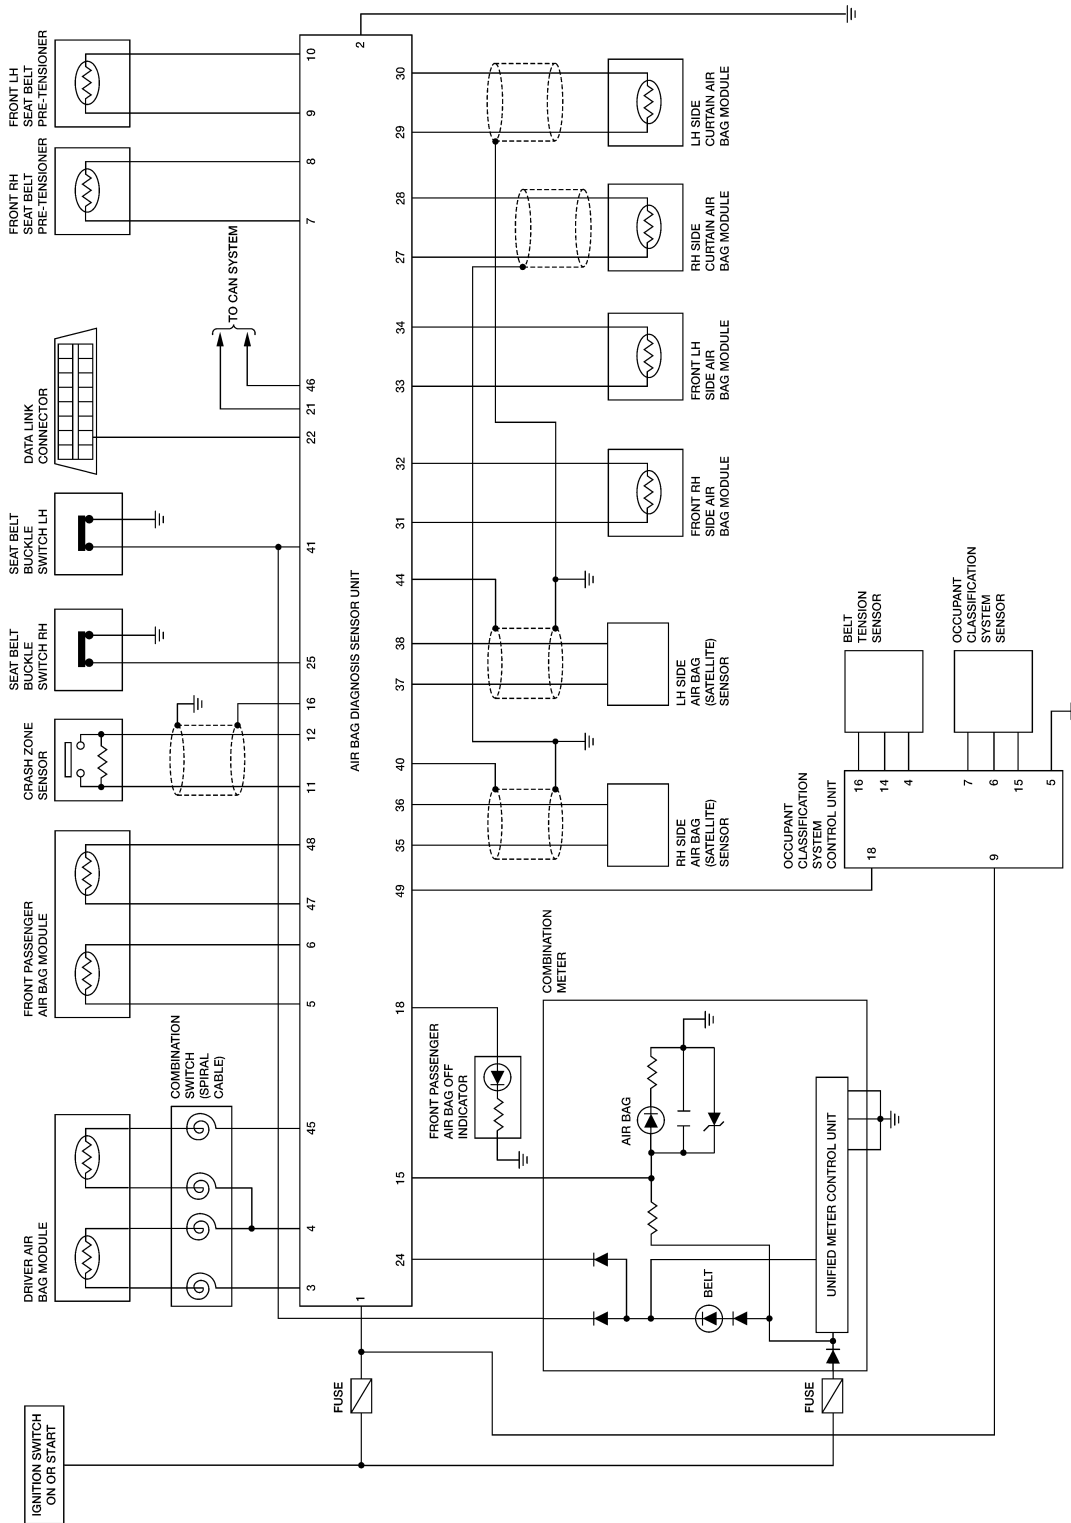 IGNITION SWITCH
ON OR START
DRIVER AIR
BAG MODULE
FRONT PASSENGER
AIR BAG MODULE
CRASH ZONE
SENSOR
SEAT BELT
BUCKLE
SWITCH RH
SEAT BELT
BUCKLE
SWITCH LH
DATA LINK
CONNECTOR
FRONT RH
SEAT BELT
PRE-TENSIONER
FRONT LH
SEAT BELT
PRE-TENSIONER
COMBINATION
SWITCH
(SPIRAL
CABLE)
TO CAN SYSTEM
3
4
45
5
6
47
48
11
12
16
25
41
22
21
46
7
8
9
10
FUSE
1
AIR BAG DIAGNOSIS SENSOR UNIT
2
24
15
18
49
35
36
40
37
38
44
31
32
33
34
27
28
29
30
FRONT PASSENGER
AIR BAG OFF
INDICATOR
COMBINATION
METER
AIR BAG
BELT
UNIFIED METER CONTROL UNIT
FUSE
RH SIDE
AIR BAG
(SATELLITE)
SENSOR
LH SIDE
AIR BAG
(SATELLITE)
SENSOR
FRONT RH
SIDE AIR
BAG MODULE
FRONT LH
SIDE AIR
BAG MODULE
RH SIDE
CURTAIN AIR
BAG MODULE
LH SIDE
CURTAIN AIR
BAG MODULE
OCCUPANT
CLASSIFICATION
SYSTEM
CONTROL UNIT
BELT
TENSION
SENSOR
OCCUPANT
CLASSIFICATION
SYSTEM
SENSOR
18
16
14
4
9
7
6
15
5